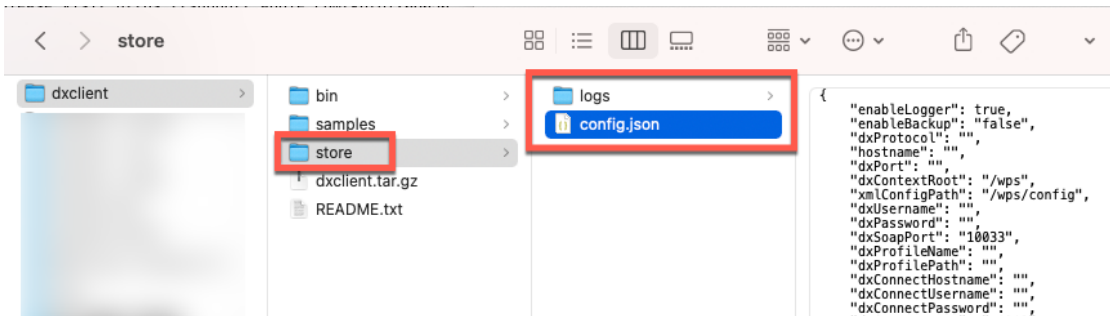 store
dxclient
bin
samples
store
dxclient.tar.gz
README.txt
logs
config.json
{
"enableLogger": true,
"enableBackup": "false",
"dxProtocol": "",
"hostname": "",
"dxPort": "",
"dxContextRoot": "/wps",
"xmlConfigPath": "/wps/config",
"dxUsername": "",
"dxPassword": "",
"dxSoapPort": "10033",
"dxProfileName": "",
"dxProfilePath": "",
"dxConnectHostname": "",
"dxConnectUsername": "",
"dxConnectPassword": "",